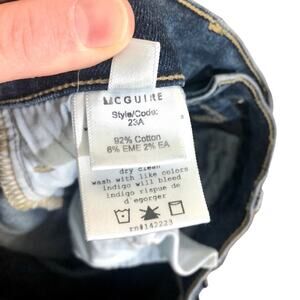 MCGUIRE
Style/Code:
23A
92% Cotton
6% EME 2% EA
dry clean
wash with like colors
indigo will bleed
indigo risque de
d egorger
rn#142223